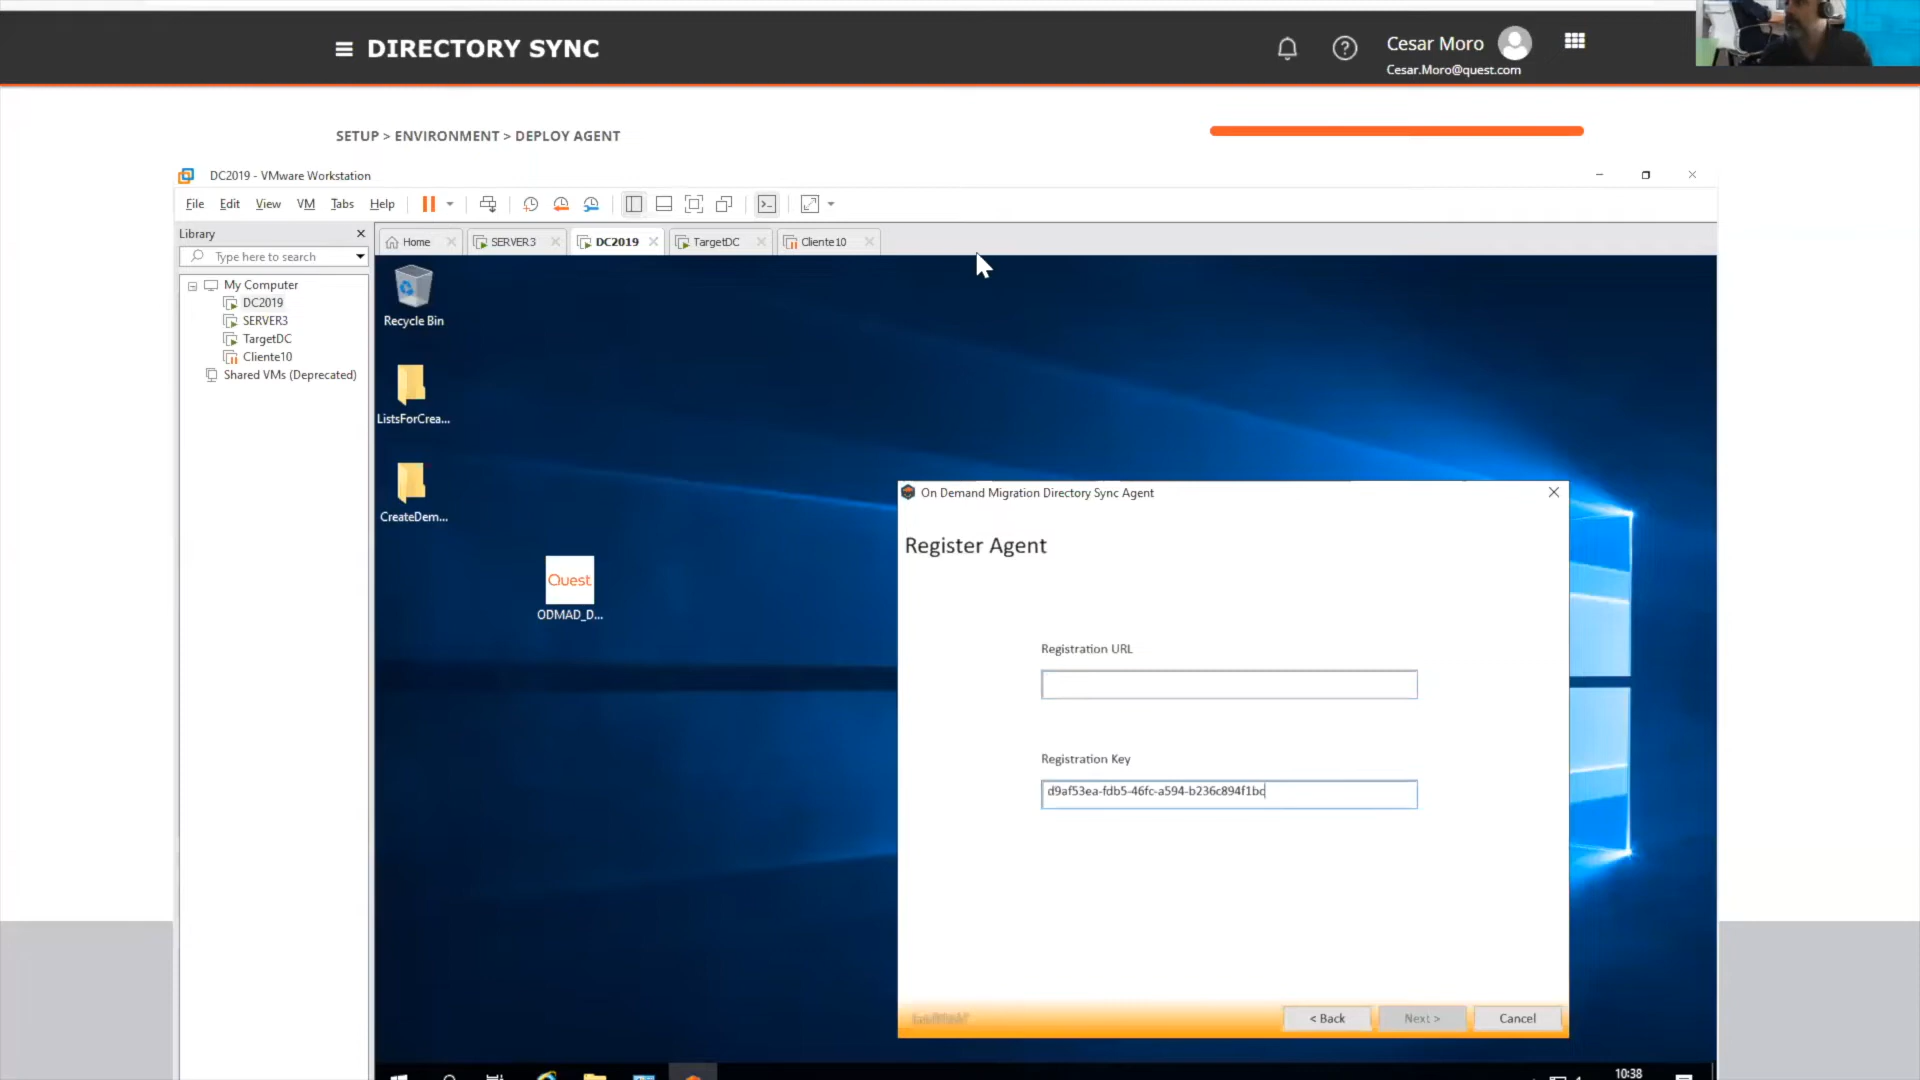 DIRECTORY SYNC
Cesar Moro
Cesar.Moro@quest.com
SETUP > ENVIRONMENT > DEPLOY AGENT
DC2019 - VMware Workstation
File Edit View VM Tabs Help
Library
Type here to search
My Computer
DC2019
SERVER3
TargetDC
Cliente10
Shared VMs (Deprecated)
Home SERVER3 DC2019 TargetDC Cliente10
Recycle Bin
ListsForCrea...
CreateDem...
Quest
ODMAD_D...
On Demand Migration Directory Sync Agent
Register Agent
Registration URL
Registration Key
d9af53ea-fdb5-46fc-a594-b236c894f1bc
< Back Next > Cancel
10:38